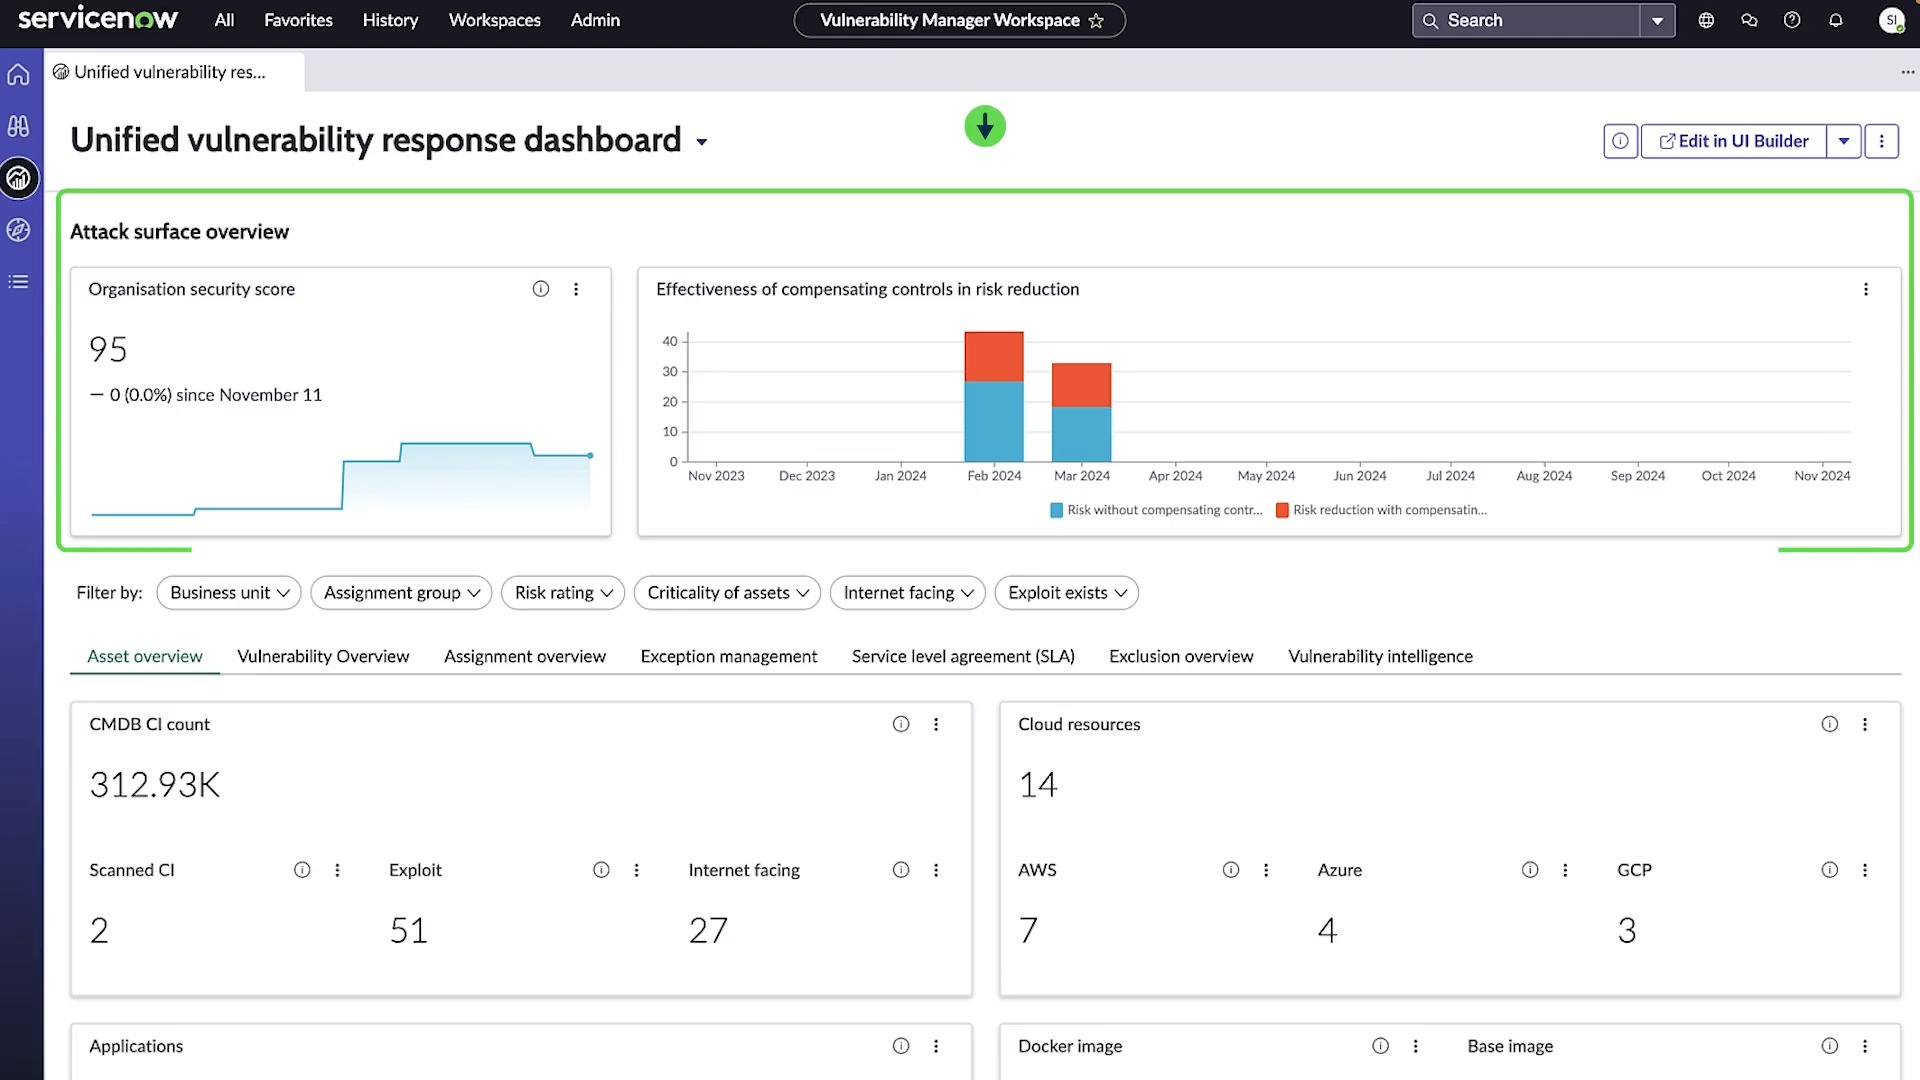 servicenow
All Favorites History Workspaces Admin
Vulnerability Manager Workspace
Search
SI
Unified vulnerability res...
Unified vulnerability response dashboard
Edit in UI Builder
Attack surface overview
Organisation security score
95
— 0 (0.0%) since November 11
Effectiveness of compensating controls in risk reduction
40
30
20
10
0
Nov 2023 Dec 2023 Jan 2024 Feb 2024 Mar 2024 Apr 2024 May 2024 Jun 2024 Jul 2024 Aug 2024 Sep 2024 Oct 2024 Nov 2024
Risk without compensating contr... Risk reduction with compensatin...
Filter by: Business unit Assignment group Risk rating Criticality of assets Internet facing Exploit exists
Asset overview Vulnerability Overview Assignment overview Exception management Service level agreement (SLA) Exclusion overview Vulnerability intelligence
CMDB CI count
312.93K
Scanned CI Exploit Internet facing
2 51 27
Cloud resources
14
AWS Azure GCP
7 4 3
Applications
Docker image Base image